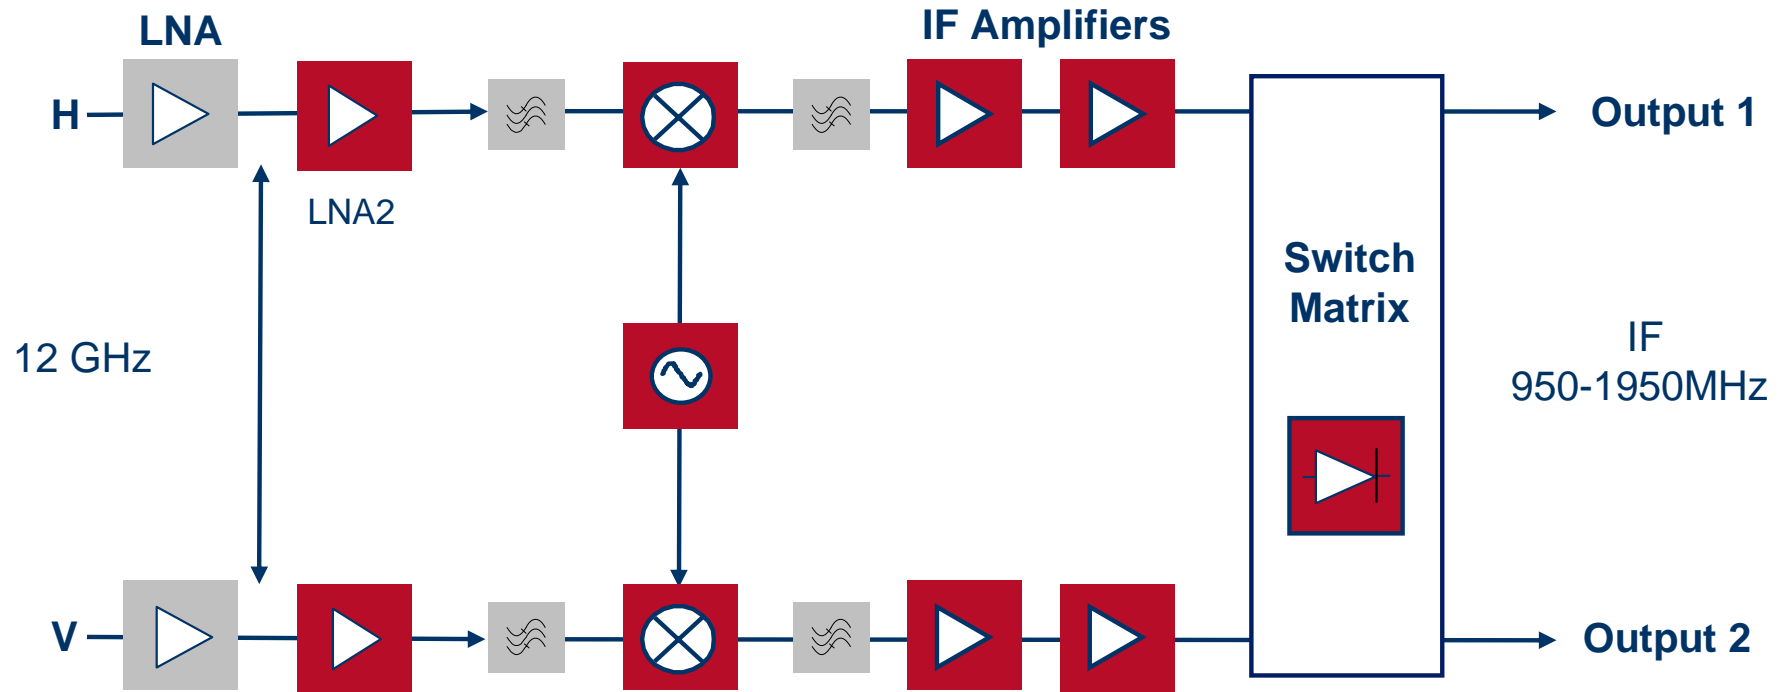 LNA
IF Amplifiers
H
Output 1
LNA2
Switch
Matrix
12 GHz
IF
950-1950MHz
V
Output 2